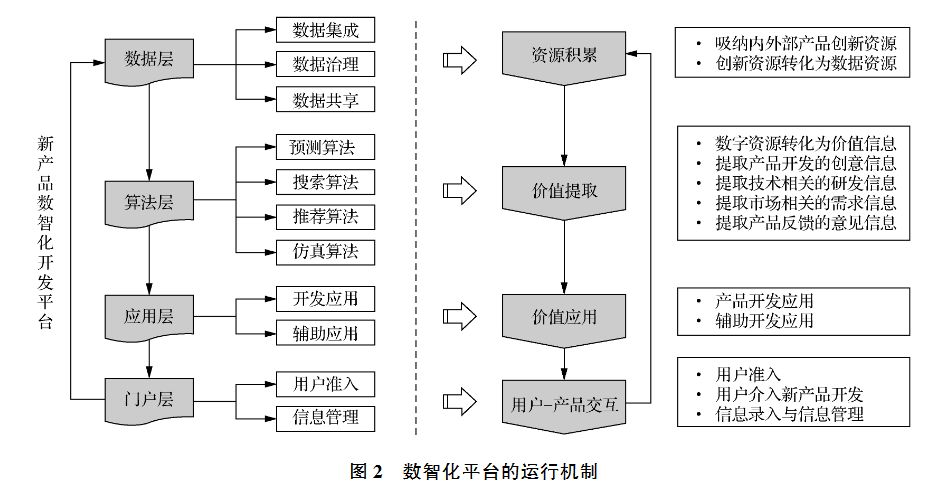 新产品数智化开发平台
数据层
数据集成
数据治理
数据共享
算法层
预测算法
搜索算法
推荐算法
仿真算法
应用层
开发应用
辅助应用
门户层
用户准入
信息管理
资源积累
• 吸纳内外部产品创新资源
• 创新资源转化为数据资源
价值提取
• 数字资源转化为价值信息
• 提取产品开发的创意信息
• 提取技术相关的研发信息
• 提取市场相关的需求信息
• 提取产品反馈的意见信息
价值应用
• 产品开发应用
• 辅助开发应用
用户-产品交互
• 用户准入
• 用户介入新产品开发
• 信息录入与信息管理
图 2 数智化平台的运行机制